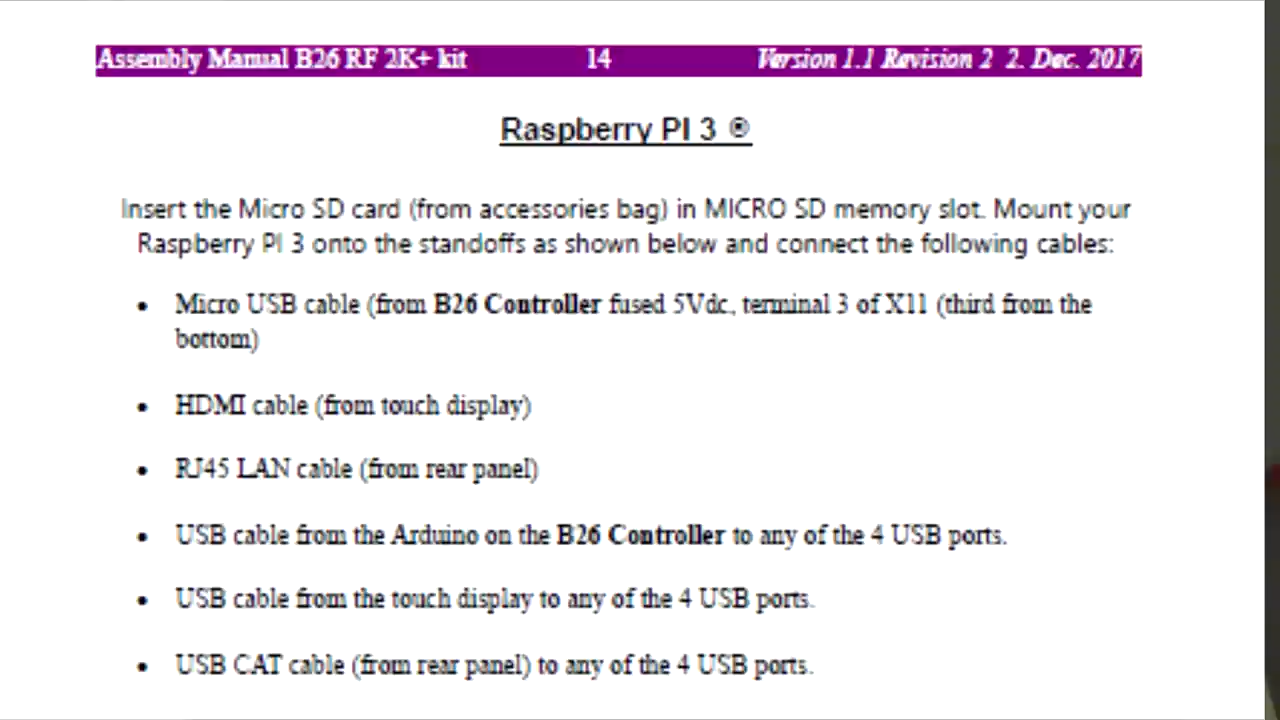 Assembly Manual B26 RF 2K+ kit 14 Version 1.1 Revision 2 2. Dec. 2017
Raspberry PI 3 ®
Insert the Micro SD card (from accessories bag) in MICRO SD memory slot. Mount your
Raspberry PI 3 onto the standoffs as shown below and connect the following cables:
• Micro USB cable (from B26 Controller fused 5Vdc, terminal 3 of X11 (third from the
bottom)
• HDMI cable (from touch display)
• RJ45 LAN cable (from rear panel)
• USB cable from the Arduino on the B26 Controller to any of the 4 USB ports.
• USB cable from the touch display to any of the 4 USB ports.
• USB CAT cable (from rear panel) to any of the 4 USB ports.